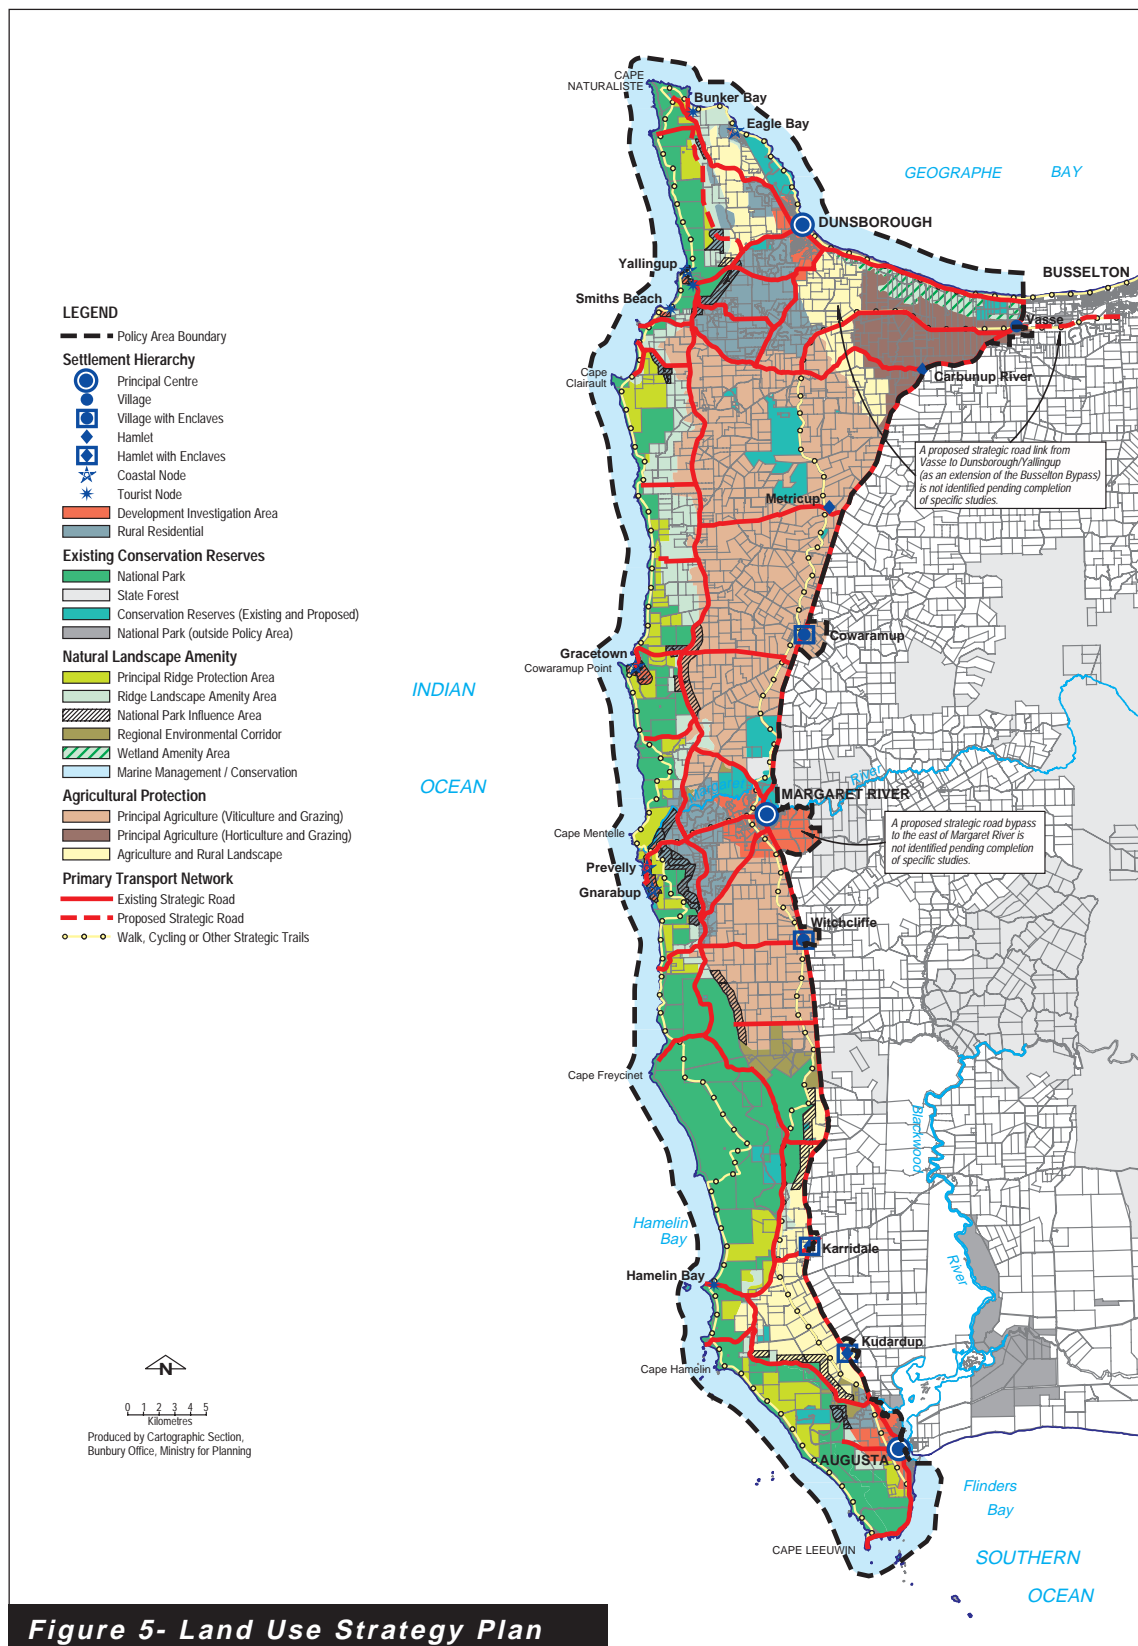 CAPE
NATURALISTE
Bunker Bay
Eagle Bay
GEOGRAPHE BAY
DUNSBOROUGH
BUSSELTON
Yallingup
Smiths Beach
Vasse
Cape
Clairault
Carbunup River
A proposed strategic road link from
Vasse to Dunsborough/Yallingup
(as an extension of the Busselton Bypass)
is not identified pending completion
of specific studies.
Metricup
LEGEND
Policy Area Boundary
Settlement Hierarchy
Principal Centre
Village
Village with Enclaves
Hamlet
Hamlet with Enclaves
Coastal Node
Tourist Node
Development Investigation Area
Rural Residential
Existing Conservation Reserves
National Park
State Forest
Conservation Reserves (Existing and Proposed)
National Park (outside Policy Area)
Natural Landscape Amenity
Principal Ridge Protection Area
Ridge Landscape Amenity Area
National Park Influence Area
Regional Environmental Corridor
Wetland Amenity Area
Marine Management / Conservation
Agricultural Protection
Principal Agriculture (Viticulture and Grazing)
Principal Agriculture (Horticulture and Grazing)
Agriculture and Rural Landscape
Primary Transport Network
Existing Strategic Road
Proposed Strategic Road
Walk, Cycling or Other Strategic Trails
Cowaramup
Gracetown
Cowaramup Point
INDIAN
OCEAN
River
Margaret
MARGARET RIVER
A proposed strategic road bypass
to the east of Margaret River is
not identified pending completion
of specific studies.
Cape Mentelle
Prevelly
Gnarabup
Witchcliffe
Cape Freycinet
Blackwood
River
Hamelin
Bay
Karridale
Hamelin Bay
Kudardup
Cape Hamelin
AUGUSTA
Flinders
Bay
CAPE LEEUWIN
SOUTHERN
OCEAN
N
0 1 2 3 4 5
Kilometres
Produced by Cartographic Section,
Bunbury Office, Ministry for Planning
Figure 5- Land Use Strategy Plan